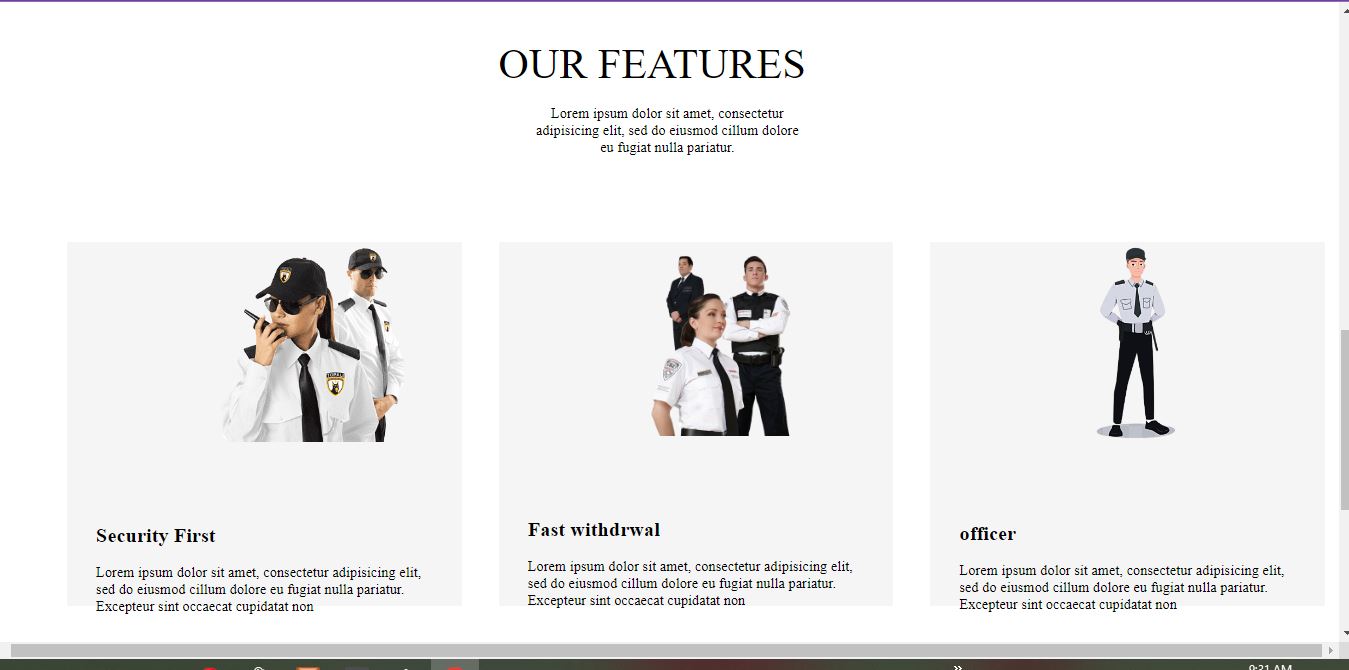 OUR FEATURES
Lorem ipsum dolor sit amet, consectetur
adipisicing elit, sed do eiusmod cillum dolore
eu fugiat nulla pariatur.
Security First
Lorem ipsum dolor sit amet, consectetur adipisicing elit,
sed do eiusmod cillum dolore eu fugiat nulla pariatur.
Excepteur sint occaecat cupidatat non
Fast withdrwal
Lorem ipsum dolor sit amet, consectetur adipisicing elit,
sed do eiusmod cillum dolore eu fugiat nulla pariatur.
Excepteur sint occaecat cupidatat non
officer
Lorem ipsum dolor sit amet, consectetur adipisicing elit,
sed do eiusmod cillum dolore eu fugiat nulla pariatur.
Excepteur sint occaecat cupidatat non